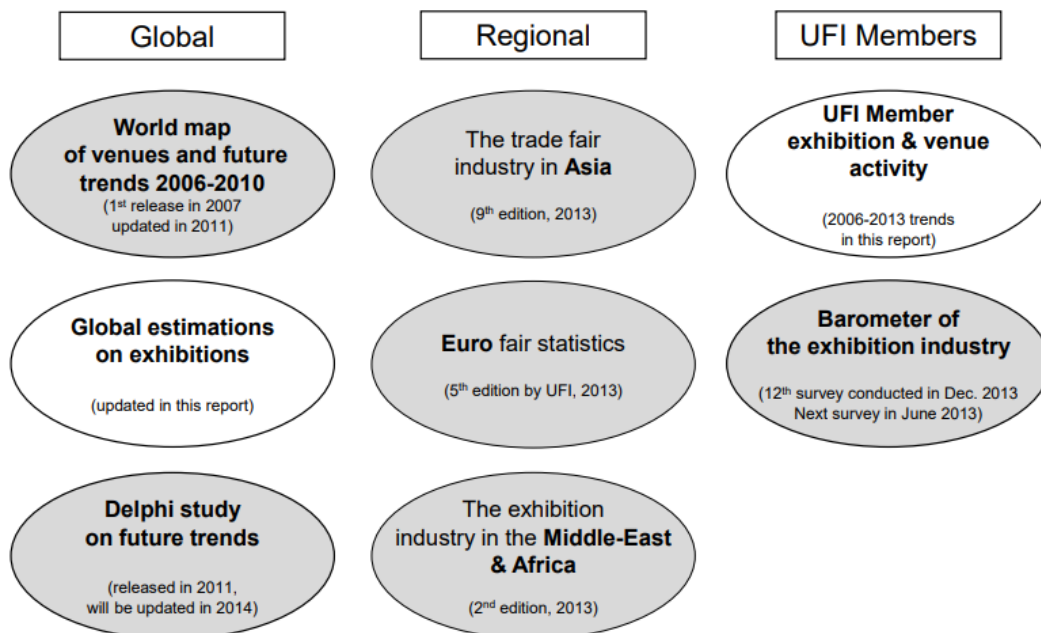 Global
World map
of venues and future
trends 2006-2010
(1st release in 2007
updated in 2011)
Global estimations
on exhibitions
(updated in this report)
Delphi study
on future trends
(released in 2011,
will be updated in 2014)
Regional
The trade fair
industry in Asia
(9th edition, 2013)
Euro fair statistics
(5th edition by UFI, 2013)
The exhibition
industry in the Middle-East
& Africa
(2nd edition, 2013)
UFI Members
UFI Member
exhibition & venue
activity
(2006-2013 trends
in this report)
Barometer of
the exhibition industry
(12th survey conducted in Dec. 2013
Next survey in June 2013)